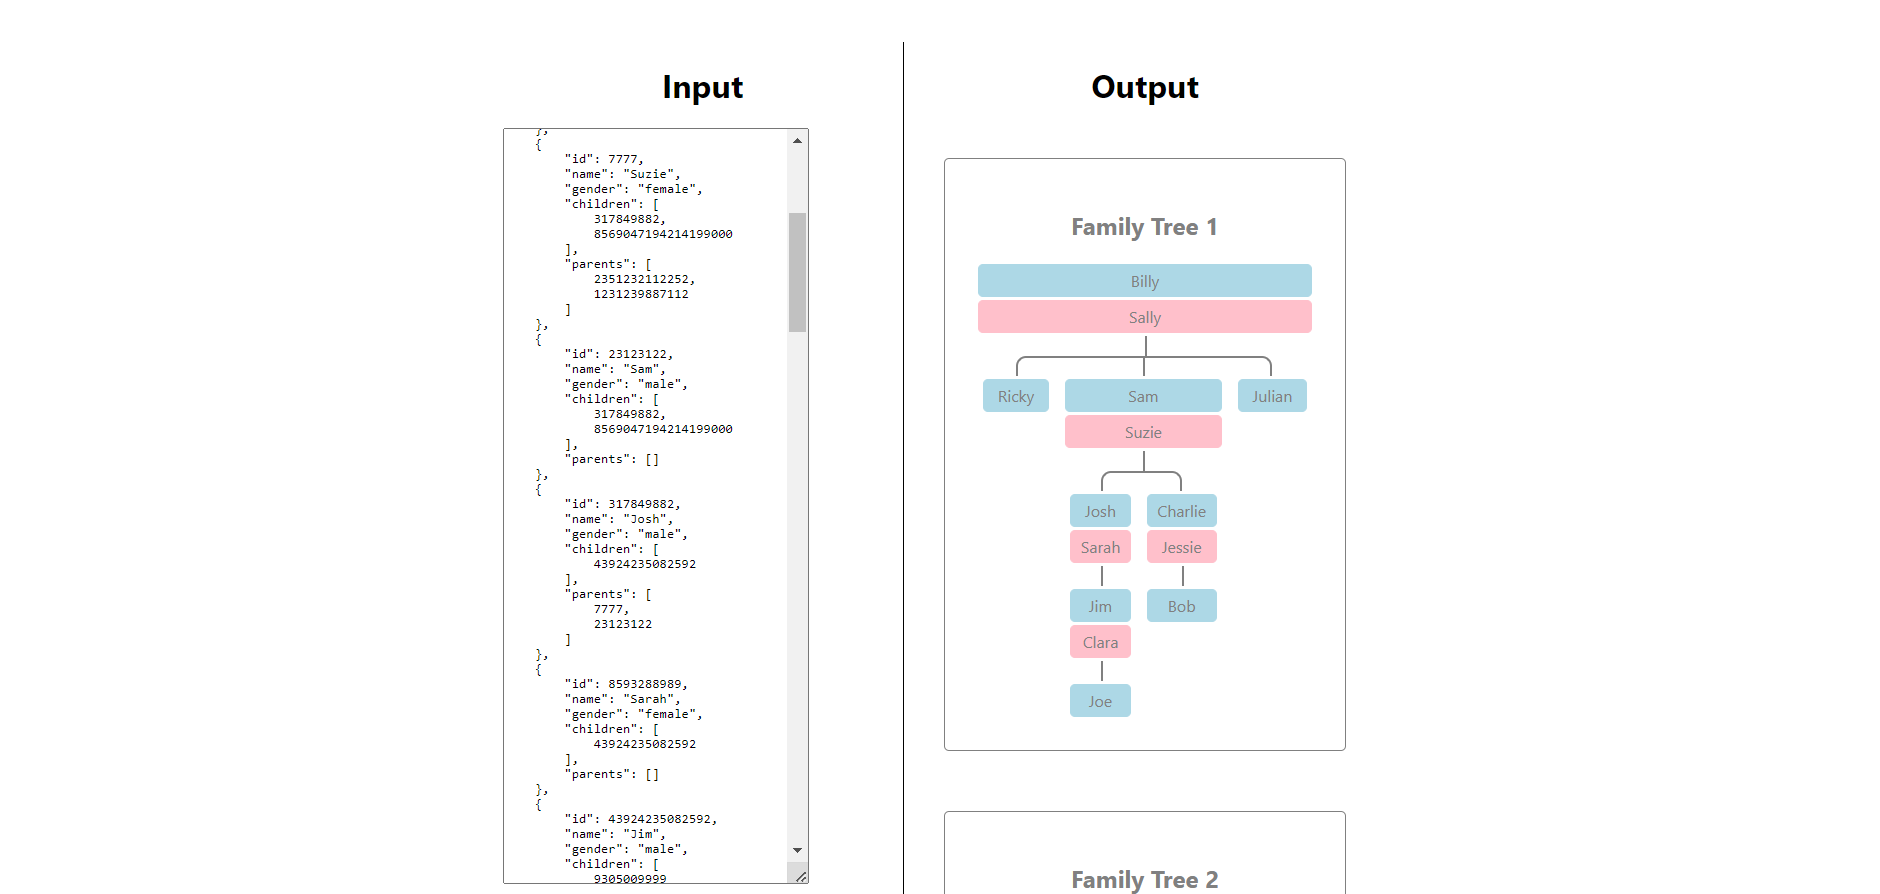 Input
},
{
"id": 7777,
"name": "Suzie",
"gender": "female",
"children": [
317849882,
8569047194214199000
],
"parents": [
2351232112252,
1231239887112
]
},
{
"id": 23123122,
"name": "Sam",
"gender": "male",
"children": [
317849882,
8569047194214199000
],
"parents": []
},
{
"id": 317849882,
"name": "Josh",
"gender": "male",
"children": [
43924235082592
],
"parents": [
7777,
23123122
]
},
{
"id": 8593288989,
"name": "Sarah",
"gender": "female",
"children": [
43924235082592
],
"parents": []
},
{
"id": 43924235082592,
"name": "Jim",
"gender": "male",
"children": [
9305009999
Output
Family Tree 1
Billy
Sally
Ricky Sam Julian
Suzie
Josh Charlie
Sarah Jessie
Jim Bob
Clara
Joe
Family Tree 2